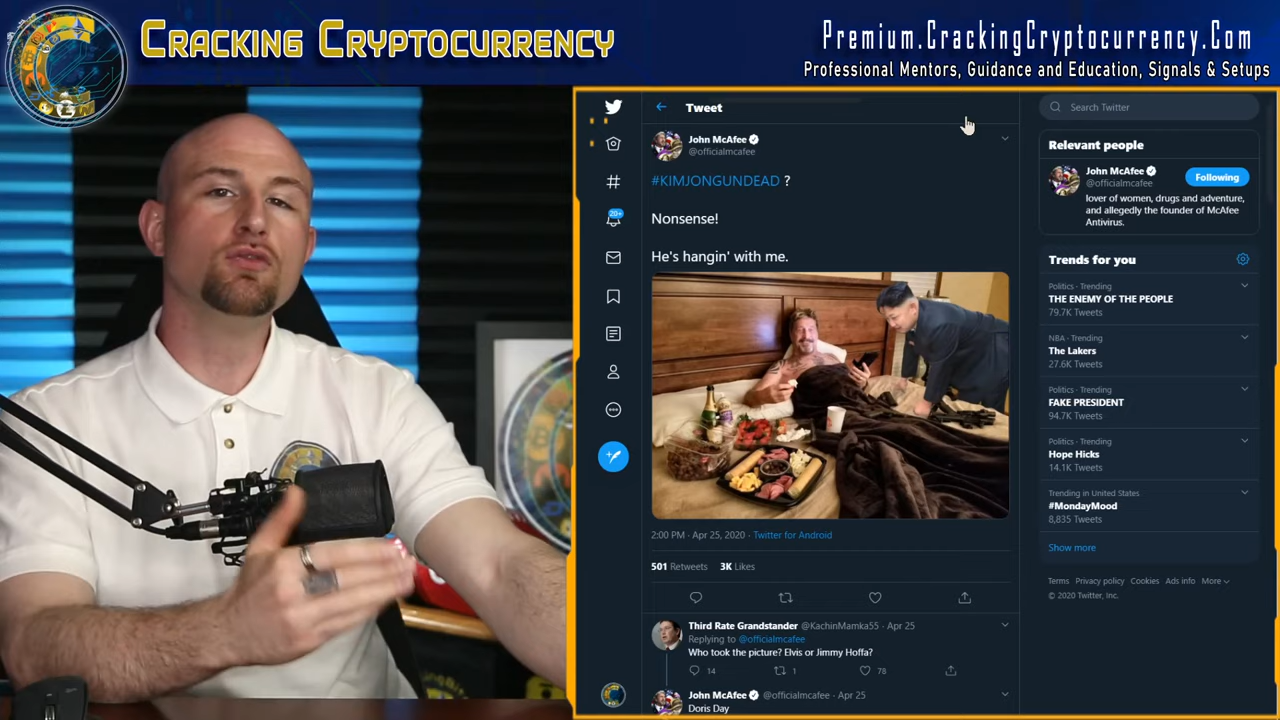 Cracking Cryptocurrency
Premium.CrackingCryptocurrency.Com
Professional Mentors, Guidance and Education, Signals & Setups
Tweet
John McAfee
@officialmcafee
#KIMJONGUNDEAD ?
Nonsense!
He's hangin' with me.
2:00 PM · Apr 25, 2020 · Twitter for Android
501 Retweets 3K Likes
Third Rate Grandstander @KachinMamka55 · Apr 25
Replying to @officialmcafee
Who took the picture? Elvis or Jimmy Hoffa?
14 1 78
John McAfee @officialmcafee · Apr 25
Doris Day
20+
Search Twitter
Relevant people
John McAfee
@officialmcafee
Following
lover of women, drugs and adventure,
and allegedly the founder of McAfee
Antivirus.
Trends for you
Politics · Trending
THE ENEMY OF THE PEOPLE
79.7K Tweets
NBA · Trending
The Lakers
27.6K Tweets
Politics · Trending
FAKE PRESIDENT
94.7K Tweets
Politics · Trending
Hope Hicks
14.1K Tweets
Trending in United States
#MondayMood
8,835 Tweets
Show more
Terms Privacy policy Cookies Ads info More
© 2020 Twitter, Inc.